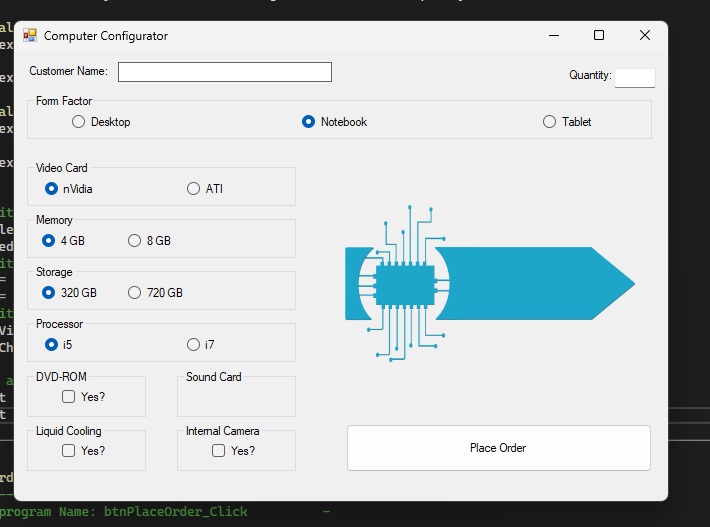 Computer Configurator
Customer Name:
Quantity:
Form Factor
Desktop Notebook Tablet
Video Card
nVidia ATI
Memory
4 GB 8 GB
Storage
320 GB 720 GB
Processor
i5 i7
DVD-ROM Sound Card
Yes?
Liquid Cooling Internal Camera
Yes? Yes?
Place Order
program Name: btnPlaceOrder_Click -